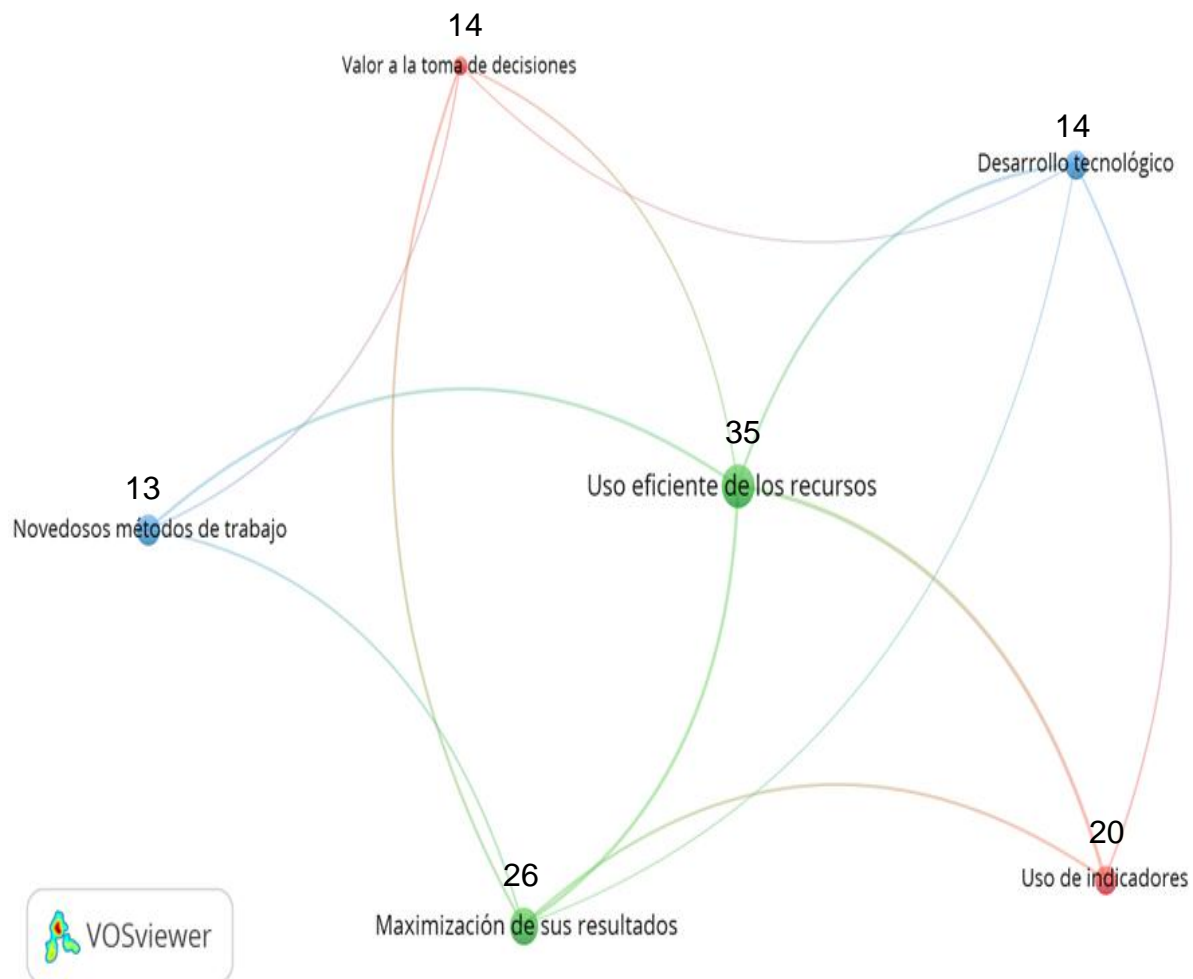 14
Valor a la toma de decisiones
14
Desarrollo tecnológico
35
Uso eficiente de los recursos
13
Novedosos métodos de trabajo
20
Uso de indicadores
26
Maximización de sus resultados
VOSviewer